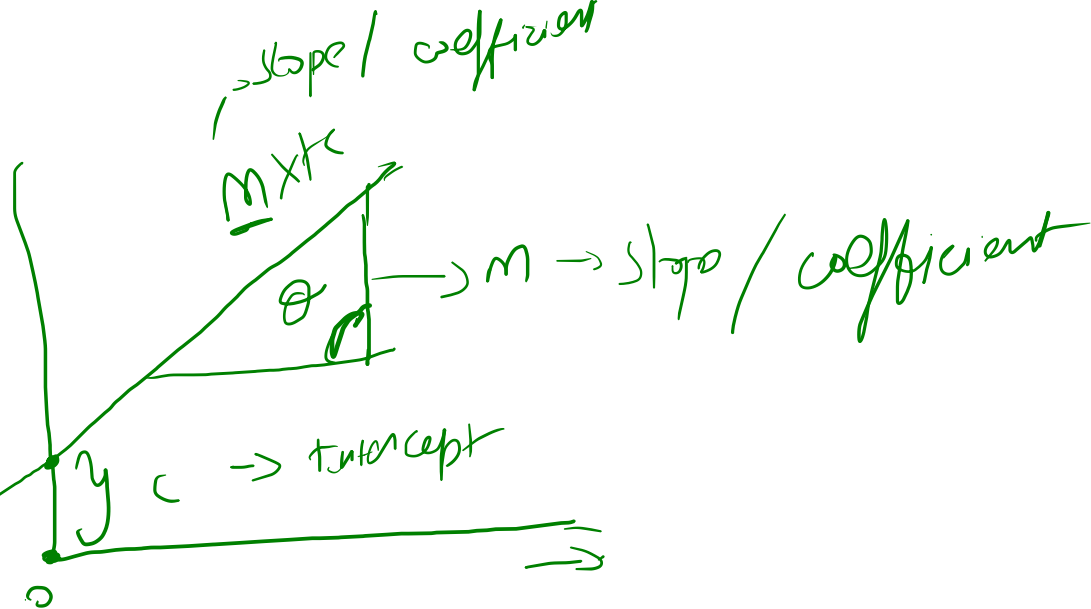 slope / coefficient
mx+c
θ
m → slope / coefficient
y c → intercept
0